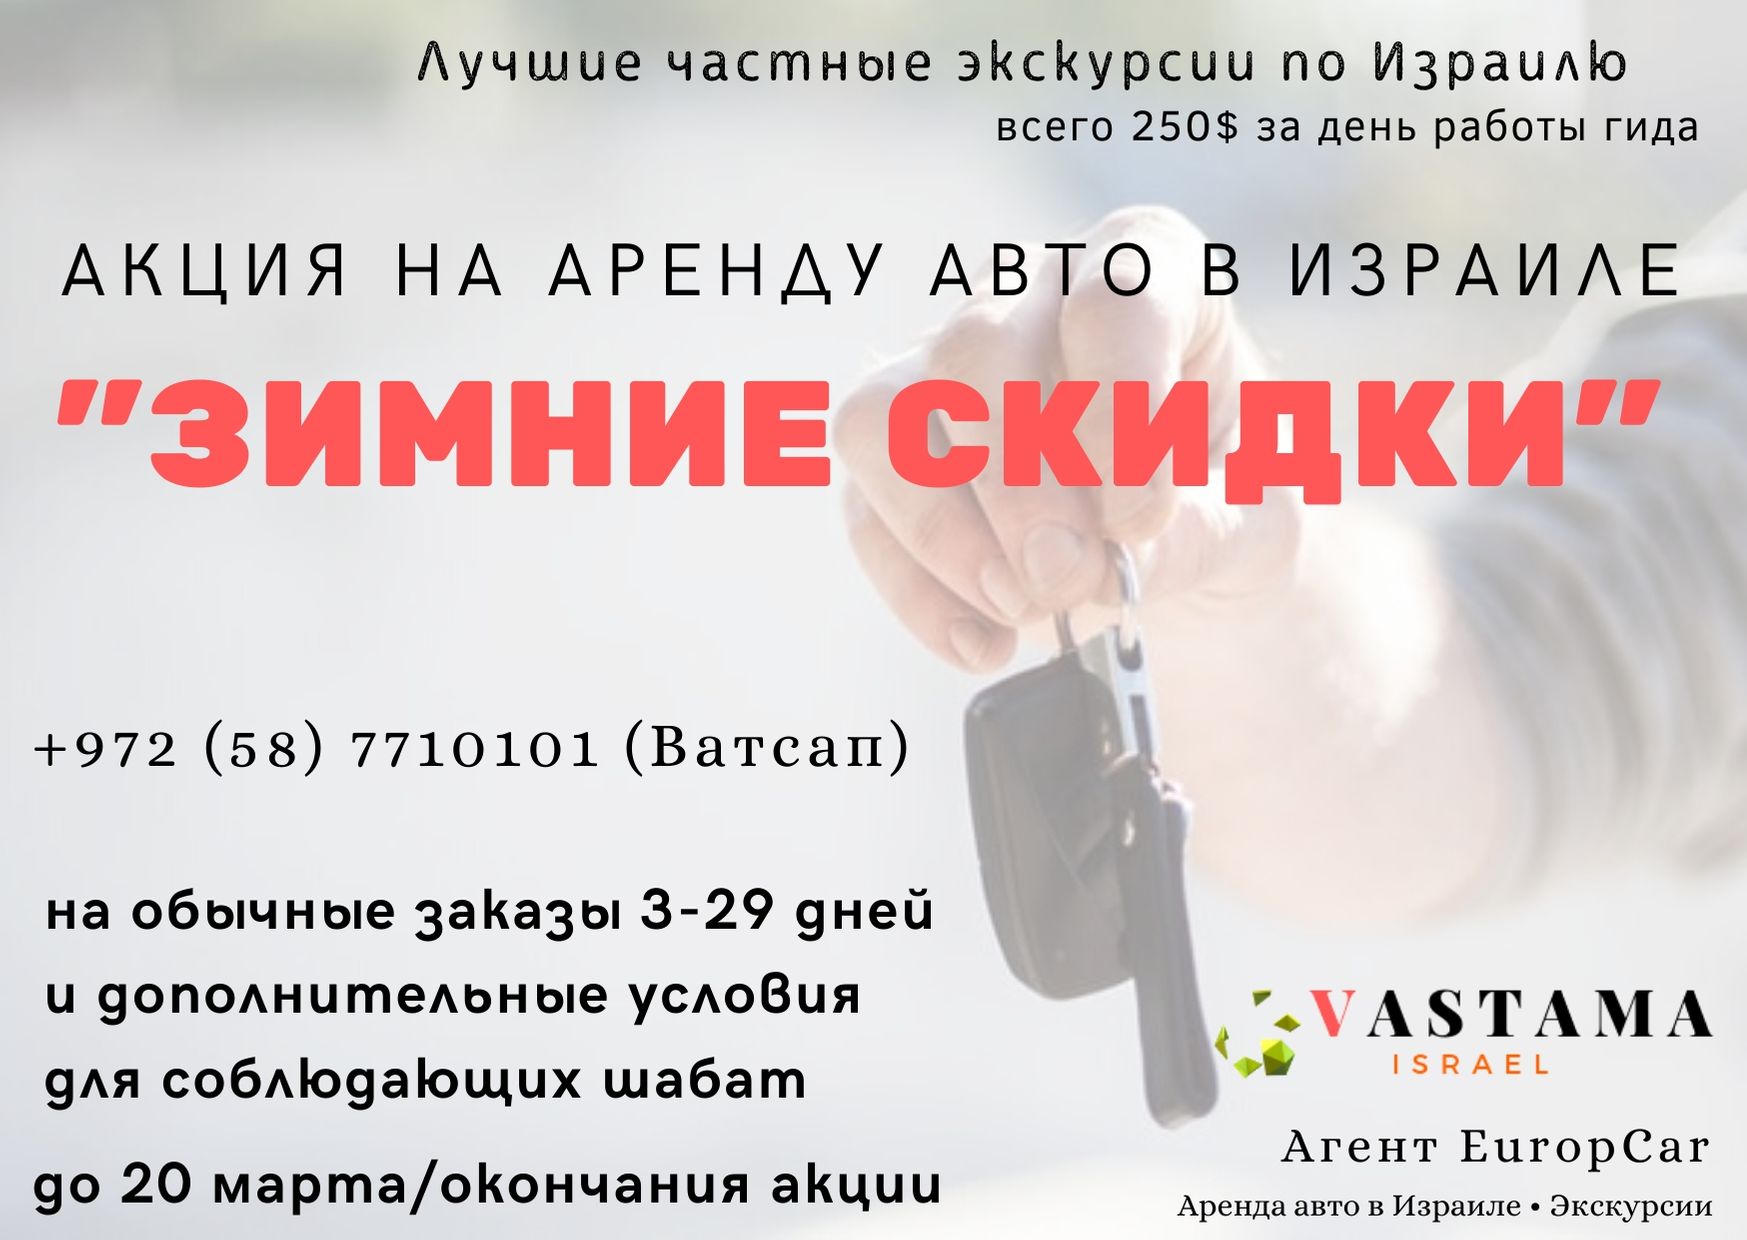 Лучшие частные экскурсии по Израилю
всего 250$ за день работы гида
АКЦИЯ НА АРЕНДУ АВТО В ИЗРАИЛЕ
"ЗИМНИЕ СКИДКИ"
+972 (58) 7710101 (Ватсап)
на обычные заказы 3-29 дней
и дополнительные условия
для соблюдающих шабат
до 20 марта/окончания акции
VASTAMA
ISRAEL
Агент EuropCar
Аренда авто в Израиле • Экскурсии